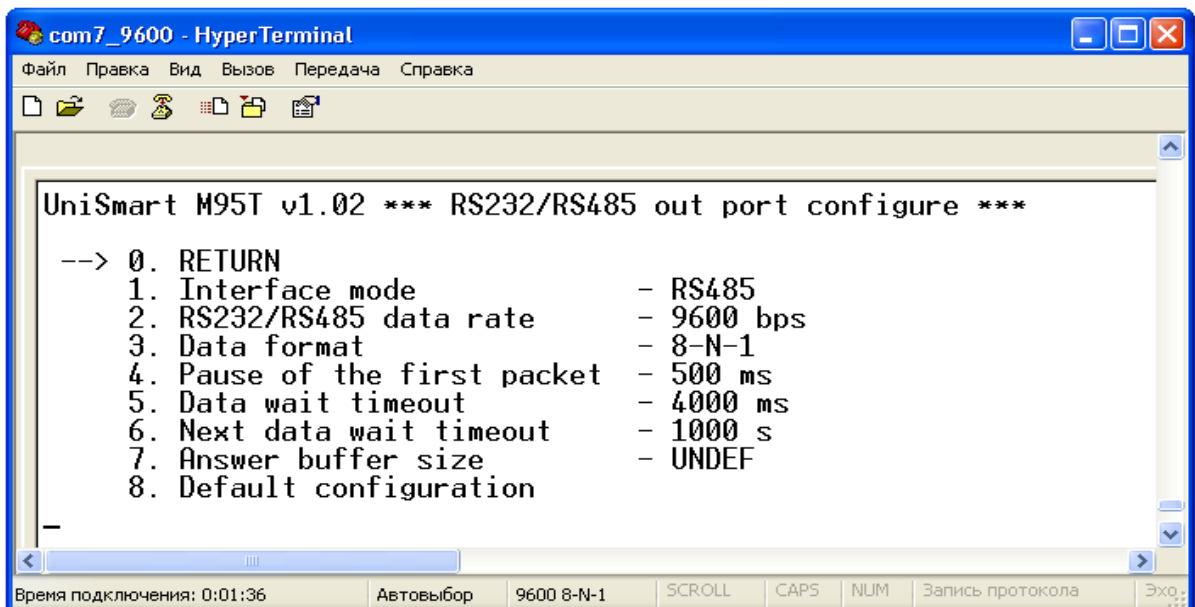 com7_9600 - HyperTerminal
Файл Правка Вид Вызов Передача Справка
UniSmart M95T v1.02 *** RS232/RS485 out port configure ***
--> 0. RETURN
1. Interface mode - RS485
2. RS232/RS485 data rate - 9600 bps
3. Data format - 8-N-1
4. Pause of the first packet - 500 ms
5. Data wait timeout - 4000 ms
6. Next data wait timeout - 1000 s
7. Answer buffer size - UNDEF
8. Default configuration
_
Время подключения: 0:01:36 Автовыбор 9600 8-N-1 SCROLL CAPS NUM Запись протокола Эхо